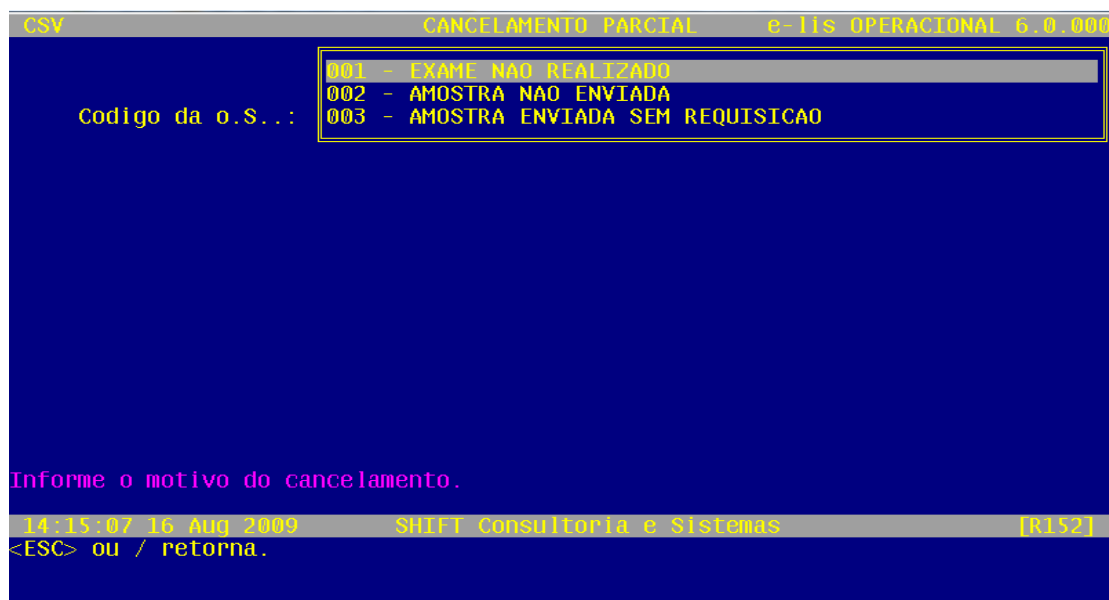 CSV CANCELAMENTO PARCIAL e-lis OPERACIONAL 6.0.000
001 - EXAME NAO REALIZADO
002 - AMOSTRA NAO ENVIADA
Codigo da o.S..: 003 - AMOSTRA ENVIADA SEM REQUISICAO
Informe o motivo do cancelamento.
14:15:07 16 Aug 2009 SHIFT Consultoria e Sistemas [R152]
<ESC> ou / retorna.